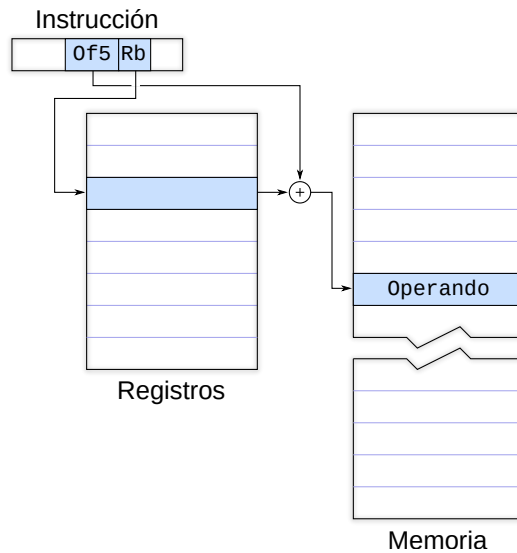 Instrucción
Of5 Rb
+
Operando
Registros
Memoria